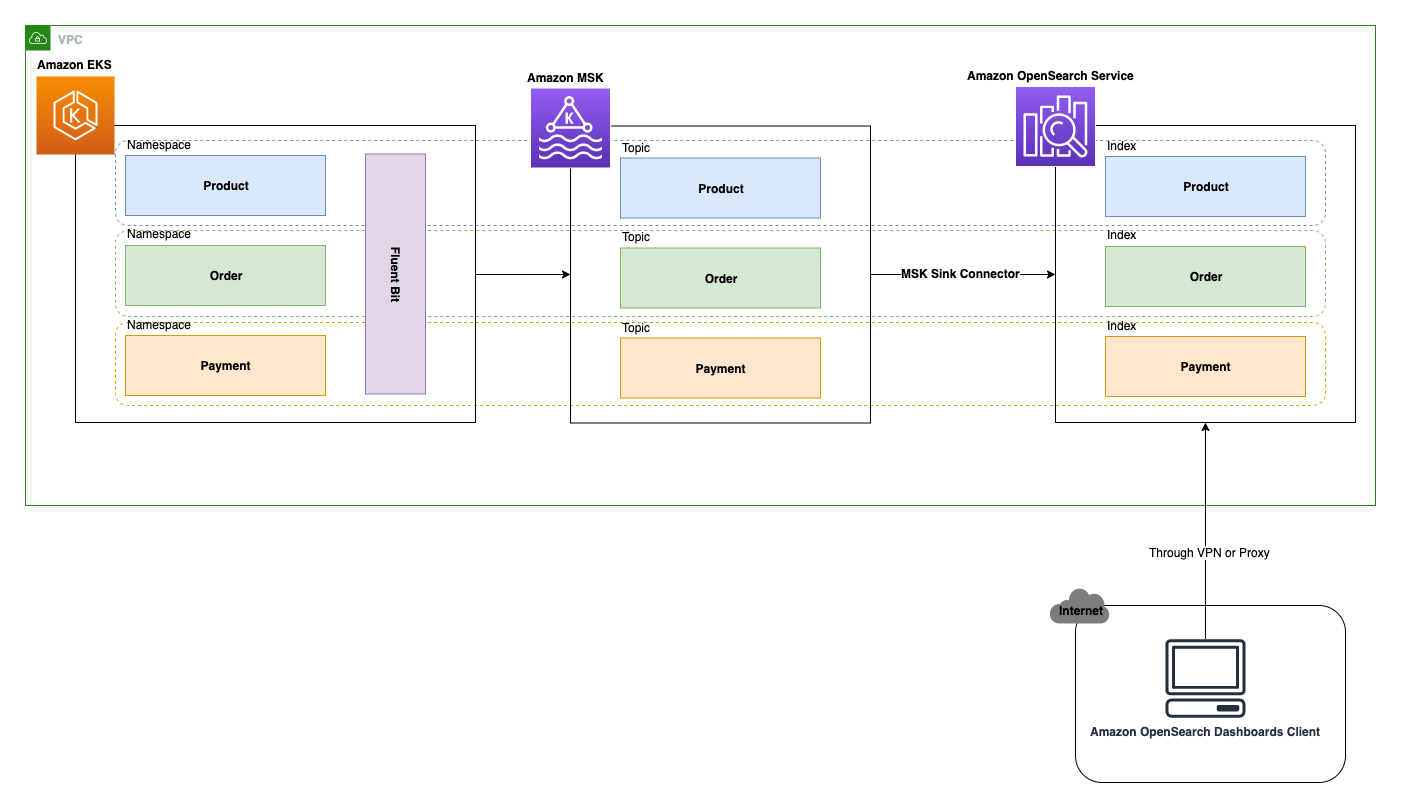 VPC
Amazon EKS
Amazon MSK
Amazon OpenSearch Service
Namespace
Product
Namespace
Order
Namespace
Payment
Fluent Bit
Topic
Product
Topic
Order
Topic
Payment
MSK Sink Connector
Index
Product
Index
Order
Index
Payment
Through VPN or Proxy
Internet
Amazon OpenSearch Dashboards Client